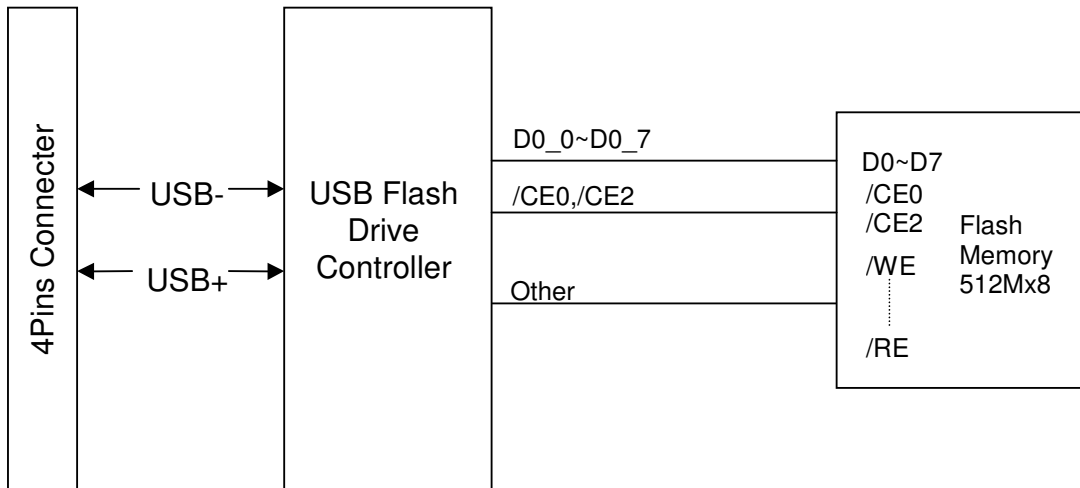 4Pins Connecter
USB-
USB+
USB Flash
Drive
Controller
D0_0~D0_7
/CE0,/CE2
Other
D0~D7
/CE0
/CE2
/WE
/RE
Flash
Memory
512Mx8